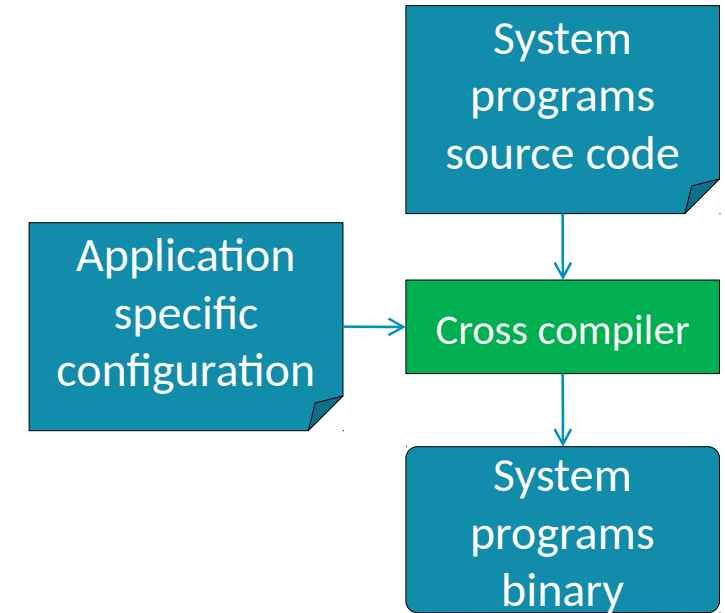 System
programs
source code
Application
specific
configuration
Cross compiler
System
programs
binary